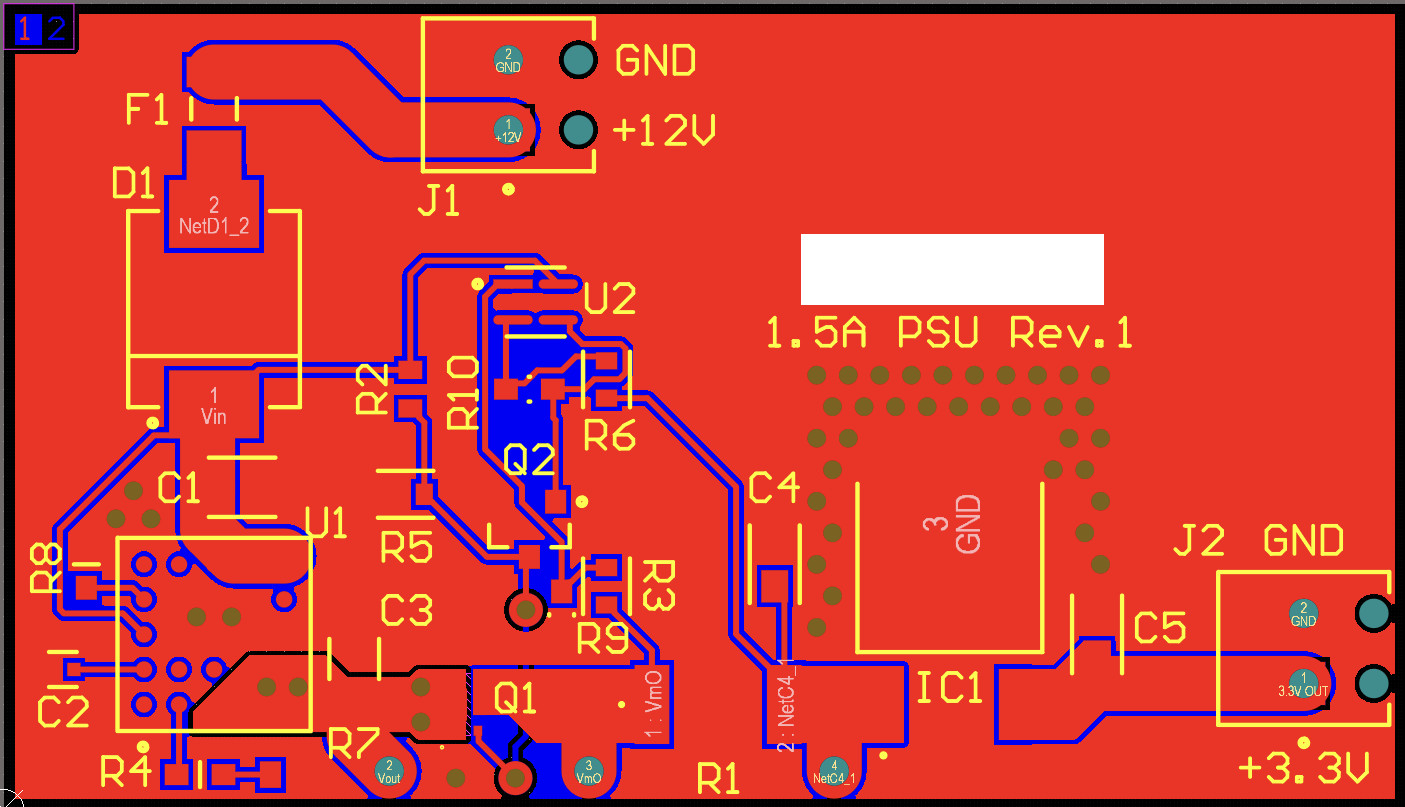 1 2
2
GND
GND
F1
1
+12V
+12V
D1
J1
2
NetD1_2
U2
1.5A PSU Rev.1
R2
R10
1
Vin
R6
Q2
C1
C4
U1
3
GND
J2 GND
R5
R8
R3
C3
2
GND
C5
R9
1
3.3V OUT
C2
Q1
1 : VmO
2 : NetC4_1
IC1
R7
+3.3V
R4
2
Vout
3
VmO
R1
4
NetC4_1